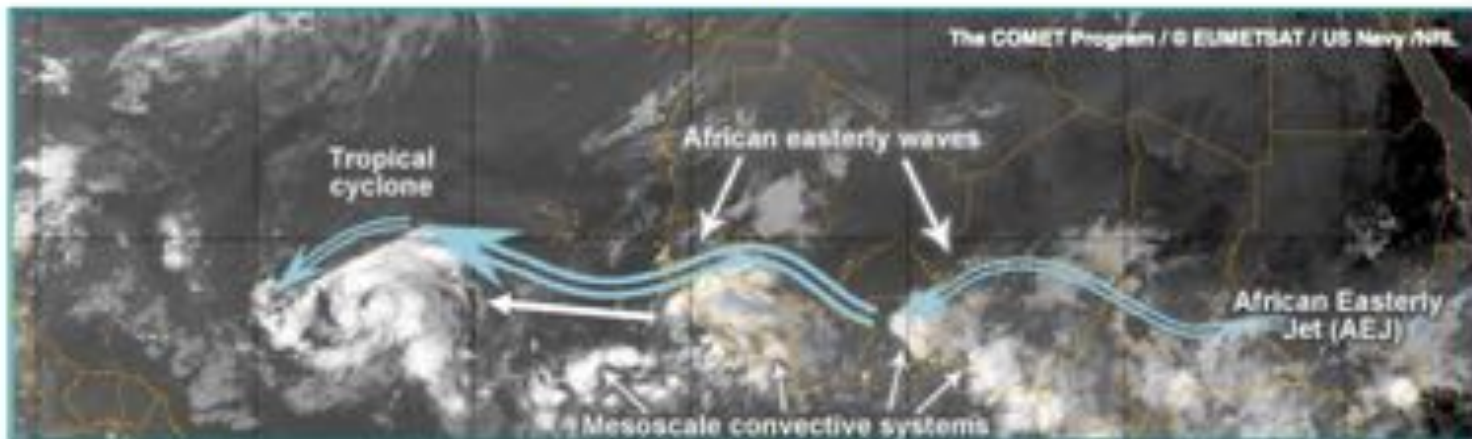 The COMET Program / © EUMETSAT / US Navy /NRL
African easterly waves
Tropical
cyclone
African Easterly
Jet (AEJ)
Mesoscale convective systems